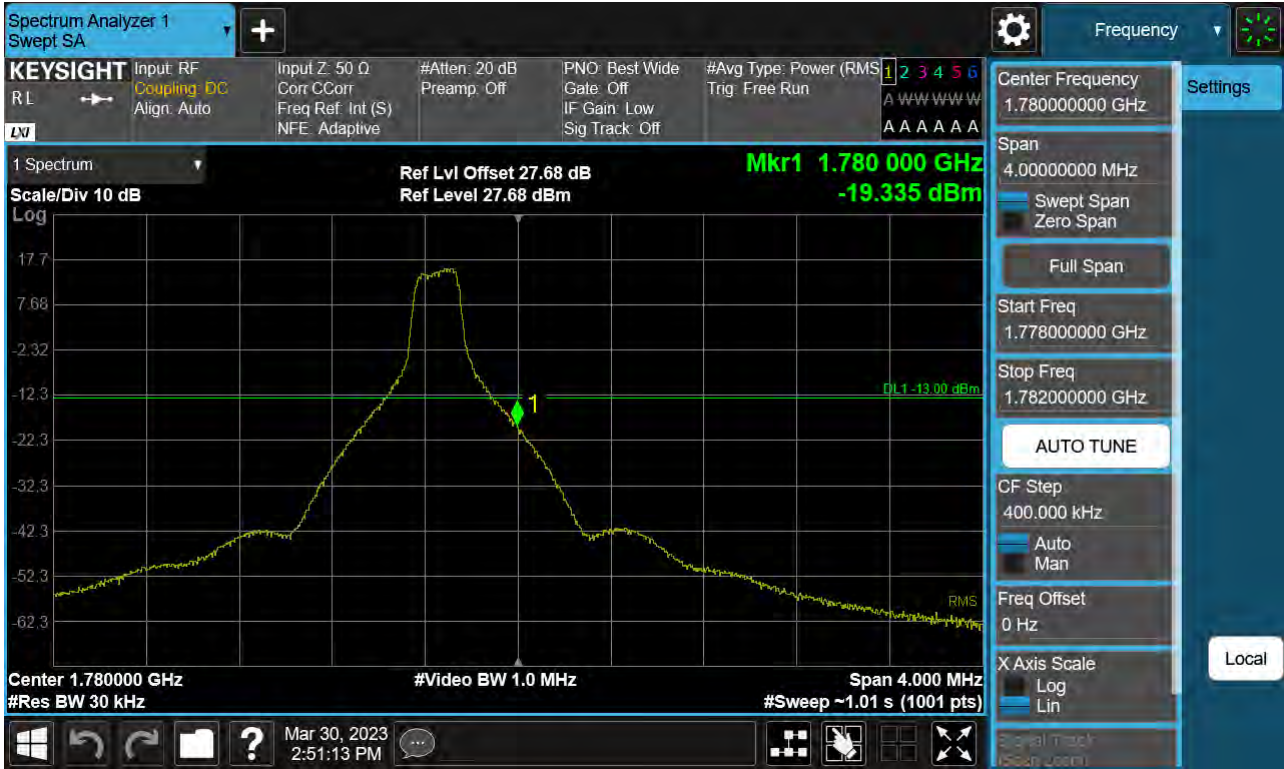 Spectrum Analyzer 1
Swept SA
+
Frequency
KEYSIGHT
RL
LXI
Input: RF
Coupling: DC
Align: Auto
Input Z: 50 Ω
Corr CCorr
Freq Ref: Int (S)
NFE: Adaptive
#Atten: 20 dB
Preamp: Off
PNO: Best Wide
Gate: Off
IF Gain: Low
Sig Track: Off
#Avg Type: Power (RMS
Trig: Free Run
1 2 3 4 5 6
A W W W W W
A A A A A A
1 Spectrum
Scale/Div 10 dB
Log
Ref Lvl Offset 27.68 dB
Ref Level 27.68 dBm
Mkr1 1.780 000 GHz
-19.335 dBm
17.7
7.68
-2.32
-12.3
-22.3
-32.3
-42.3
-52.3
-62.3
DL1 -13.00 dBm
1
RMS
Center 1.780000 GHz
#Res BW 30 kHz
#Video BW 1.0 MHz
Span 4.000 MHz
#Sweep ~1.01 s (1001 pts)
Center Frequency
1.780000000 GHz
Settings
Span
4.00000000 MHz
Swept Span
Zero Span
Full Span
Start Freq
1.778000000 GHz
Stop Freq
1.782000000 GHz
AUTO TUNE
CF Step
400.000 kHz
Auto
Man
Freq Offset
0 Hz
X Axis Scale
Log
Lin
Local
Signal Track
(Span Zoom)
?
Mar 30, 2023
2:51:13 PM